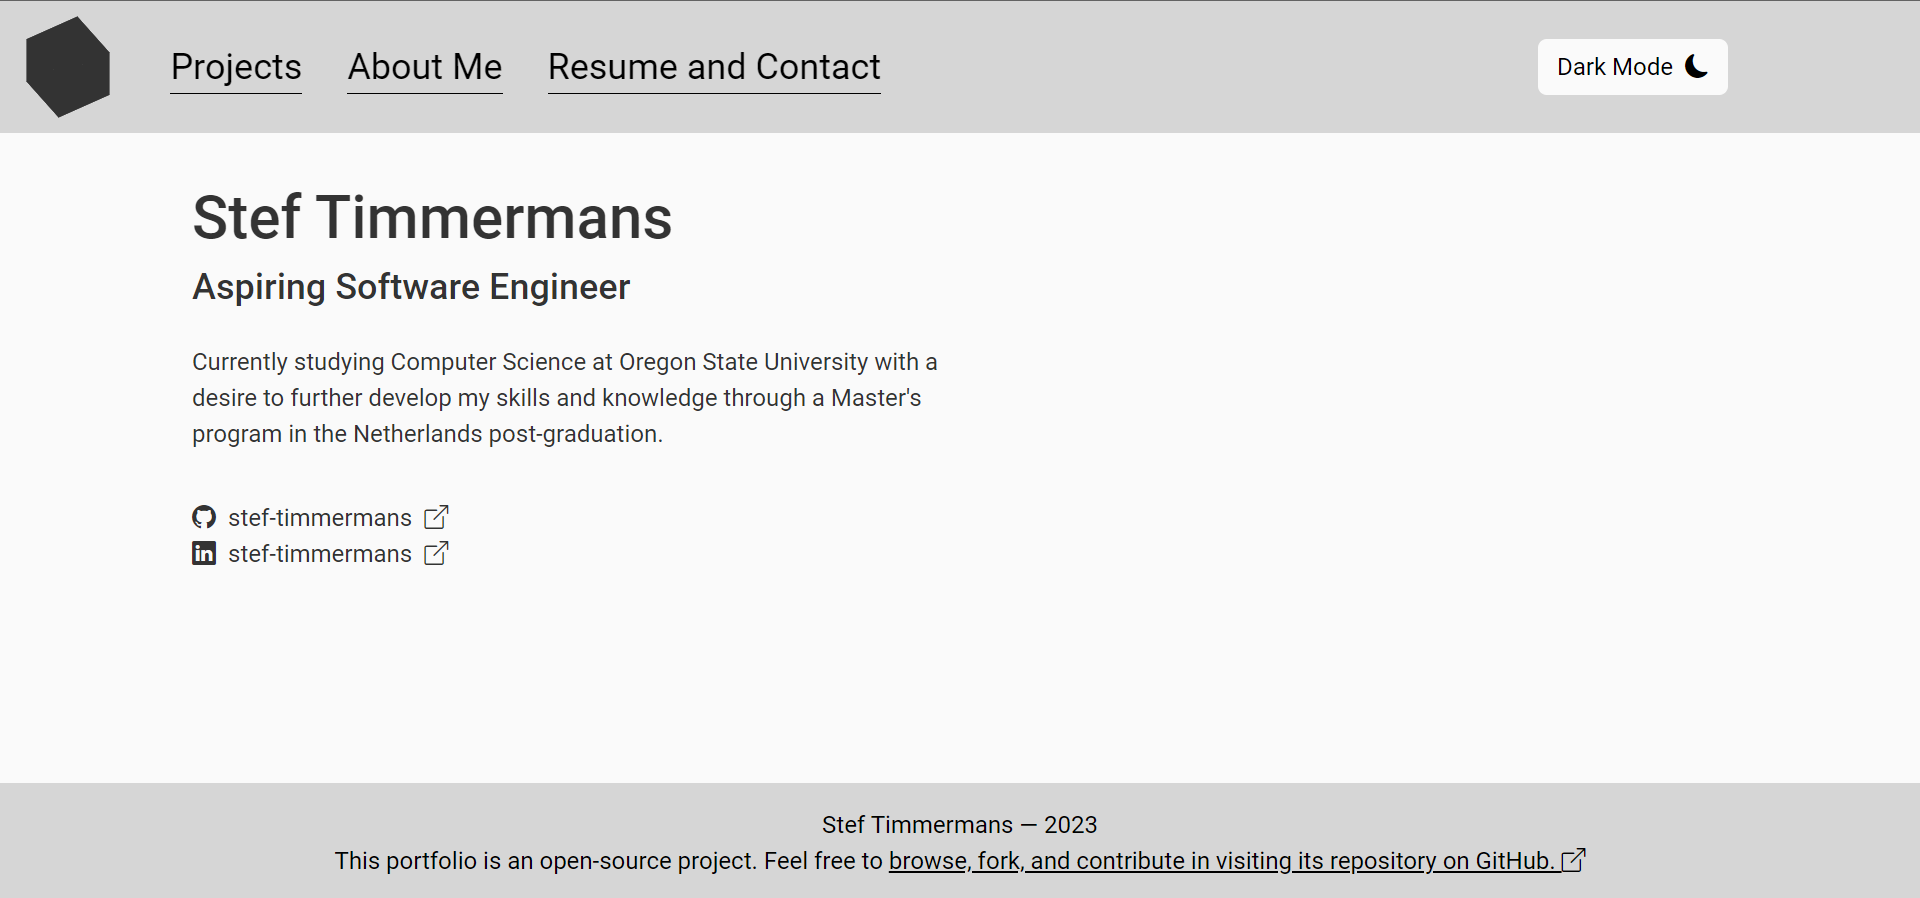 Projects About Me Resume and Contact Dark Mode
Stef Timmermans
Aspiring Software Engineer
Currently studying Computer Science at Oregon State University with a
desire to further develop my skills and knowledge through a Master's
program in the Netherlands post-graduation.
stef-timmermans
in stef-timmermans
Stef Timmermans — 2023
This portfolio is an open-source project. Feel free to browse, fork, and contribute in visiting its repository on GitHub.